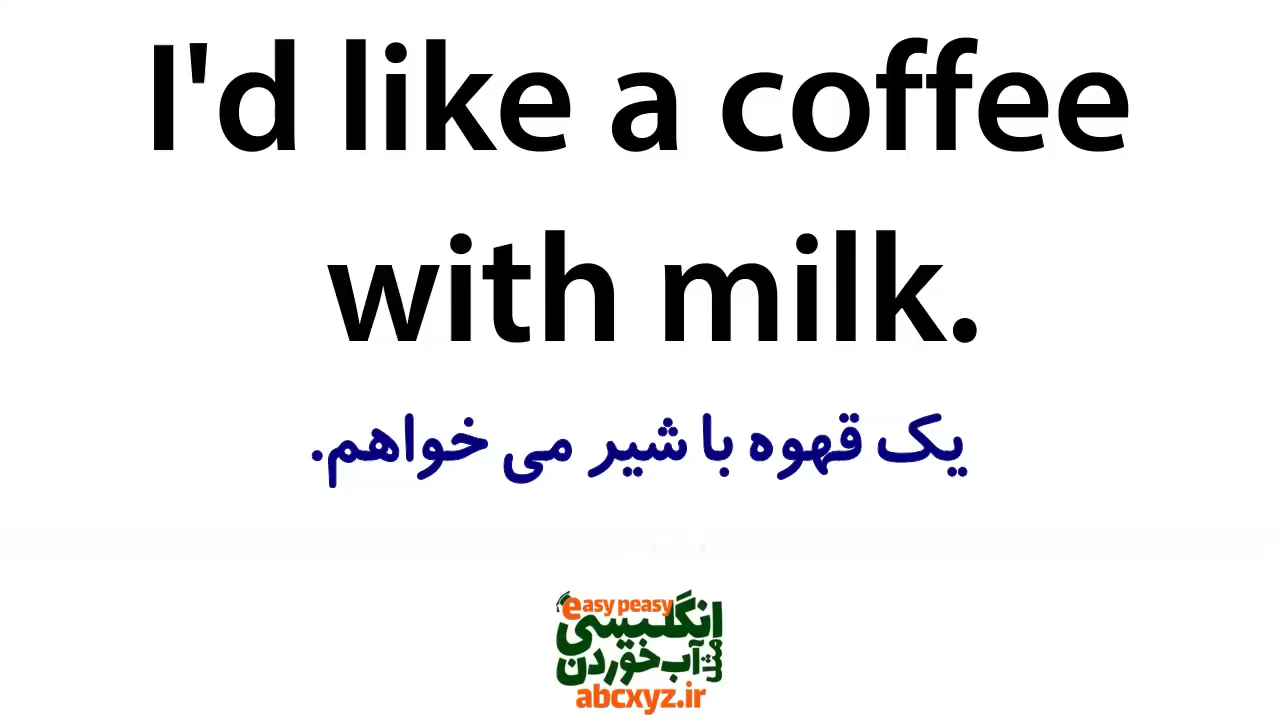 I'd like a coffee
with milk.
یک قهوه با شیر می خواهم.
easy peasy
انگلیسی
مثل آب خوردن
abcxyz.ir